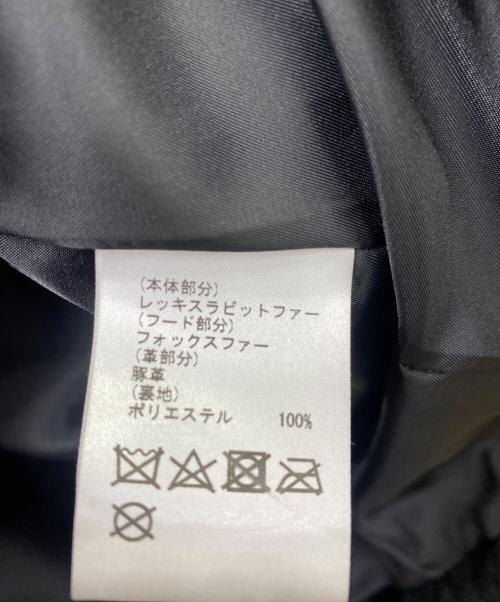 (本体部分)
レッキスラビットファー
(フード部分)
フォックスファー
(革部分)
豚革
(裏地)
ポリエステル 100%